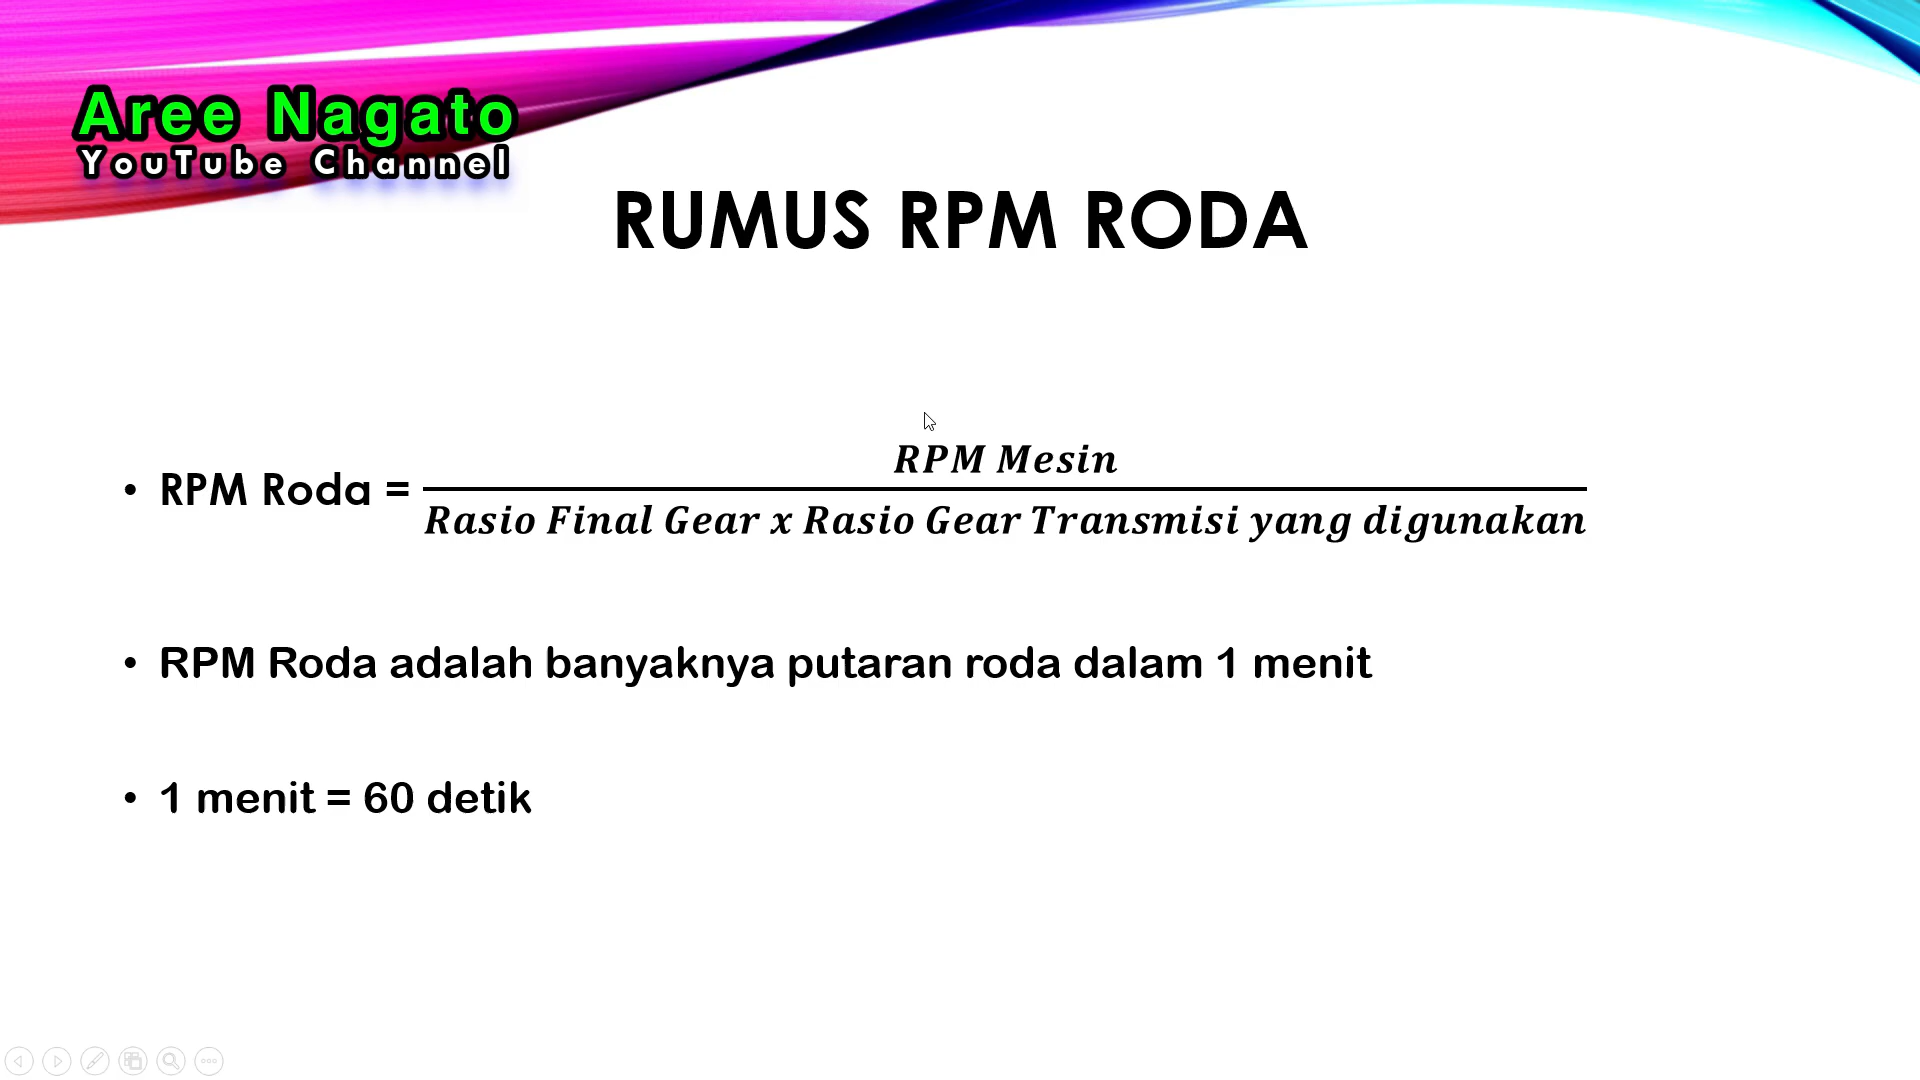 Aree Nagato
YouTube Channel
RUMUS RPM RODA
• RPM Roda = RPM Mesin
Rasio Final Gear x Rasio Gear Transmisi yang digunakan
• RPM Roda adalah banyaknya putaran roda dalam 1 menit
• 1 menit = 60 detik